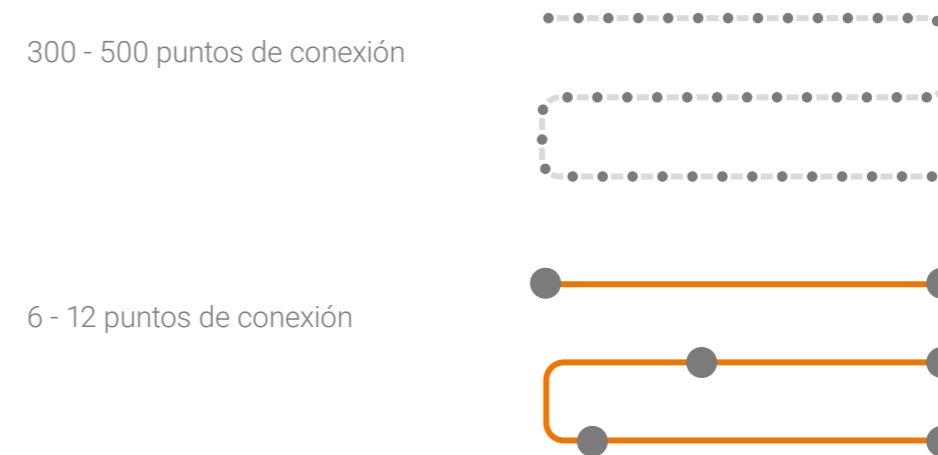 300 - 500 puntos de conexión
6 - 12 puntos de conexión